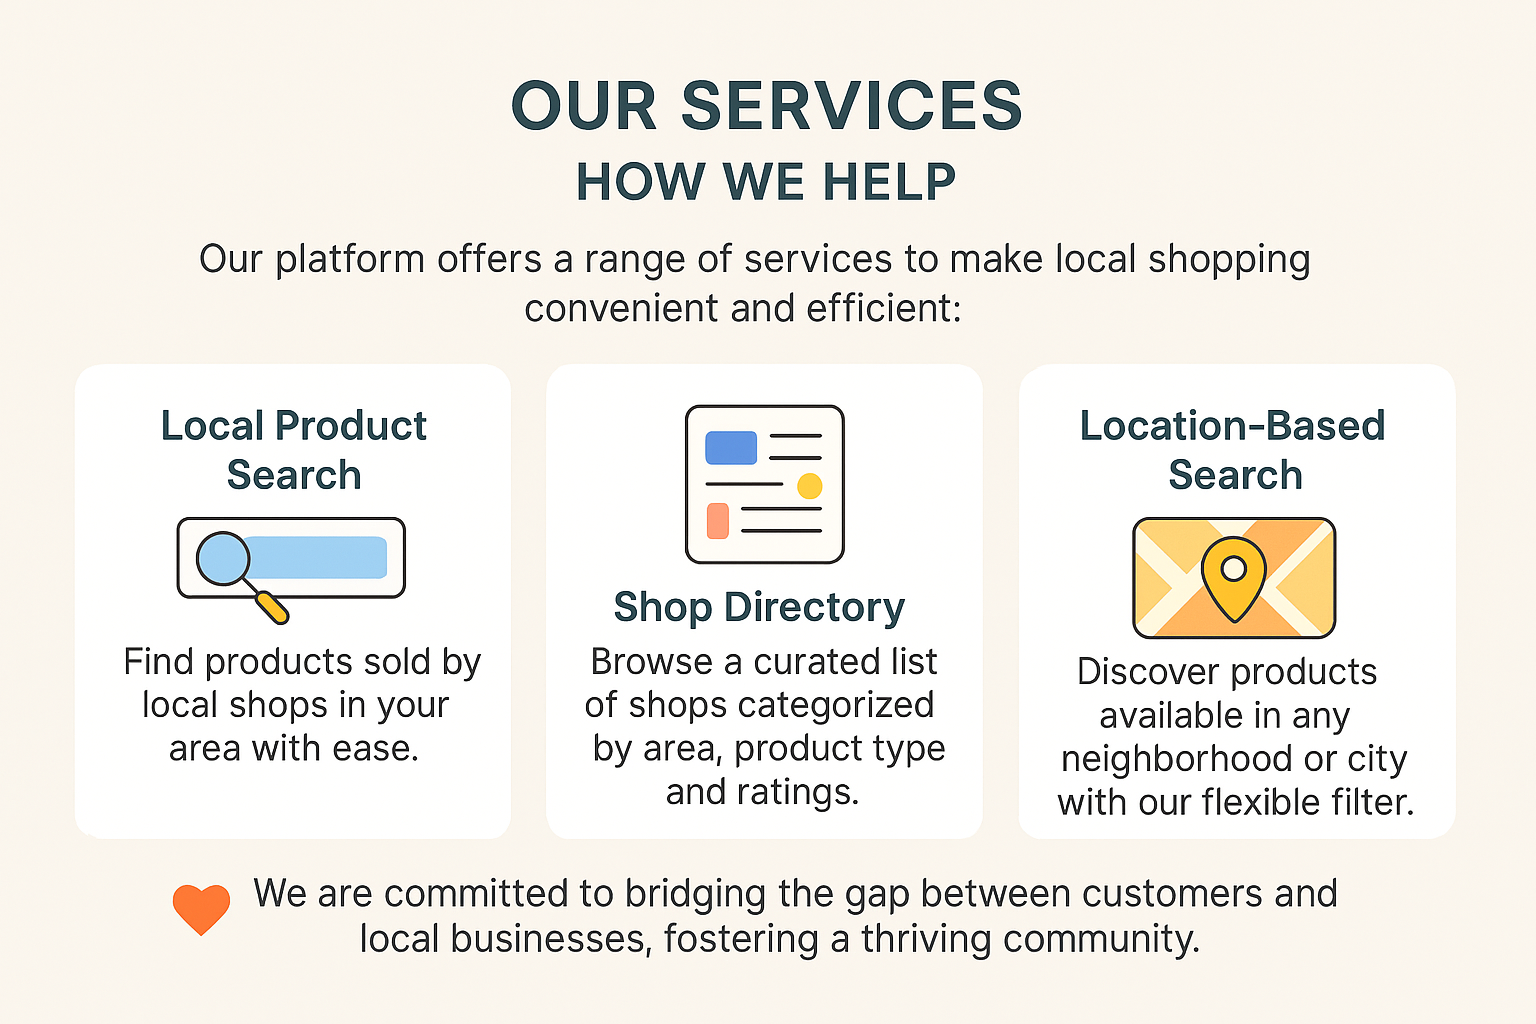 OUR SERVICES
HOW WE HELP
Our platform offers a range of services to make local shopping
convenient and efficient:
Local Product
Search
Find products sold by
local shops in your
area with ease.
Shop Directory
Browse a curated list
of shops categorized
by area, product type
and ratings.
Location-Based
Search
Discover products
available in any
neighborhood or city
with our flexible filter.
We are committed to bridging the gap between customers and
local businesses, fostering a thriving community.